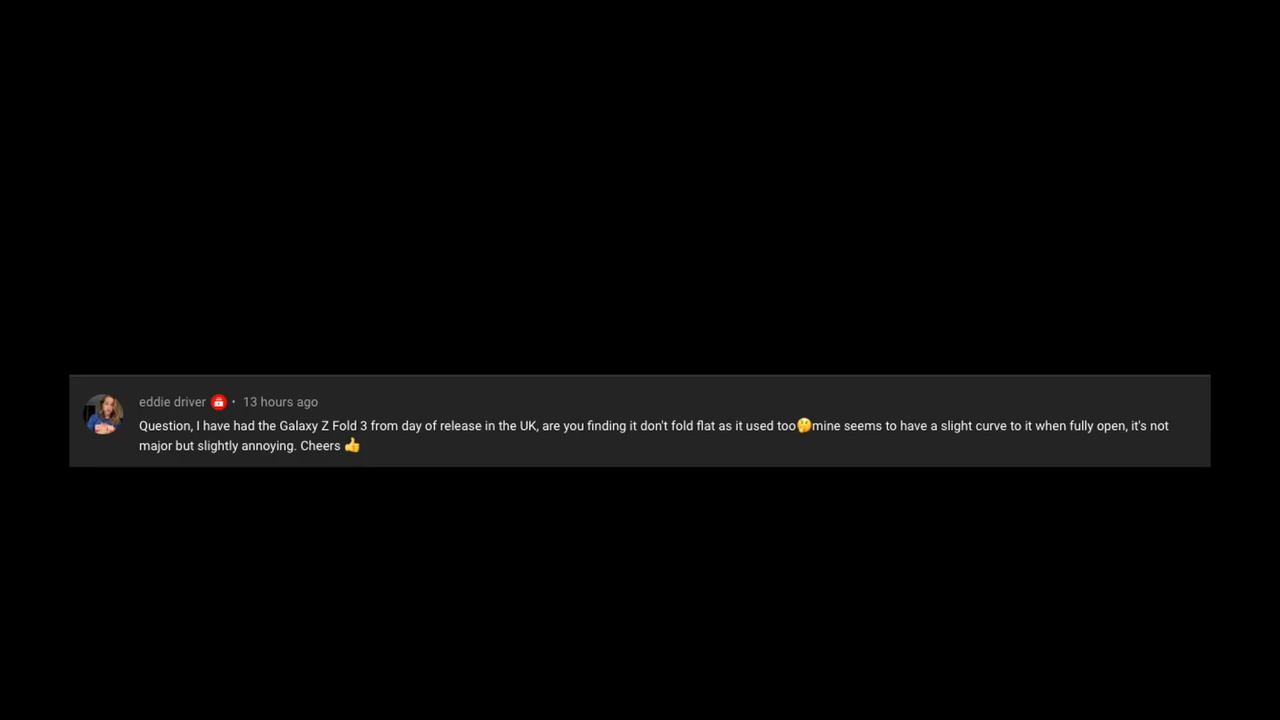 eddie driver • 13 hours ago
Question, I have had the Galaxy Z Fold 3 from day of release in the UK, are you finding it don't fold flat as it used too🤔mine seems to have a slight curve to it when fully open, it's not
major but slightly annoying. Cheers 👍